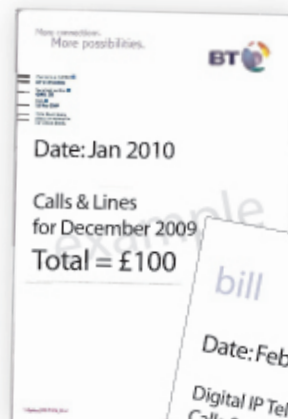 More connections.
More possibilities.
BT
Date: Jan 2010
Calls & Lines
for December 2009
Total = £100
example
bill
Date: Feb
Digital IP Tel